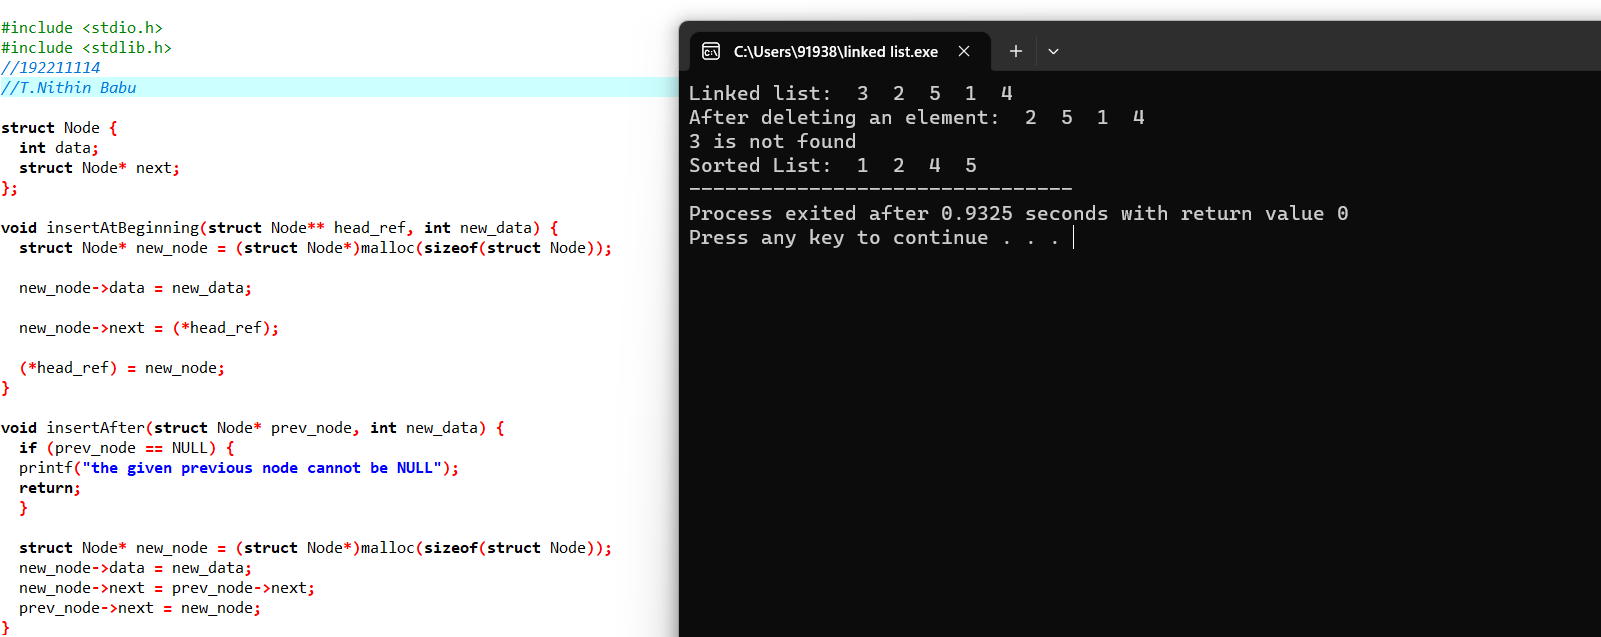 #include <stdio.h>
#include <stdlib.h>
//192211114
//T.Nithin Babu
struct Node {
int data;
struct Node* next;
};
void insertAtBeginning(struct Node** head_ref, int new_data) {
struct Node* new_node = (struct Node*)malloc(sizeof(struct Node));
new_node->data = new_data;
new_node->next = (*head_ref);
(*head_ref) = new_node;
}
void insertAfter(struct Node* prev_node, int new_data) {
if (prev_node == NULL) {
printf("the given previous node cannot be NULL");
return;
}
struct Node* new_node = (struct Node*)malloc(sizeof(struct Node));
new_node->data = new_data;
new_node->next = prev_node->next;
prev_node->next = new_node;
}
C:\Users\91938\linked list.exe
Linked list:  3  2  5  1  4
After deleting an element:  2  5  1  4
3 is not found
Sorted List:  1  2  4  5
--------------------------------
Process exited after 0.9325 seconds with return value 0
Press any key to continue . . .